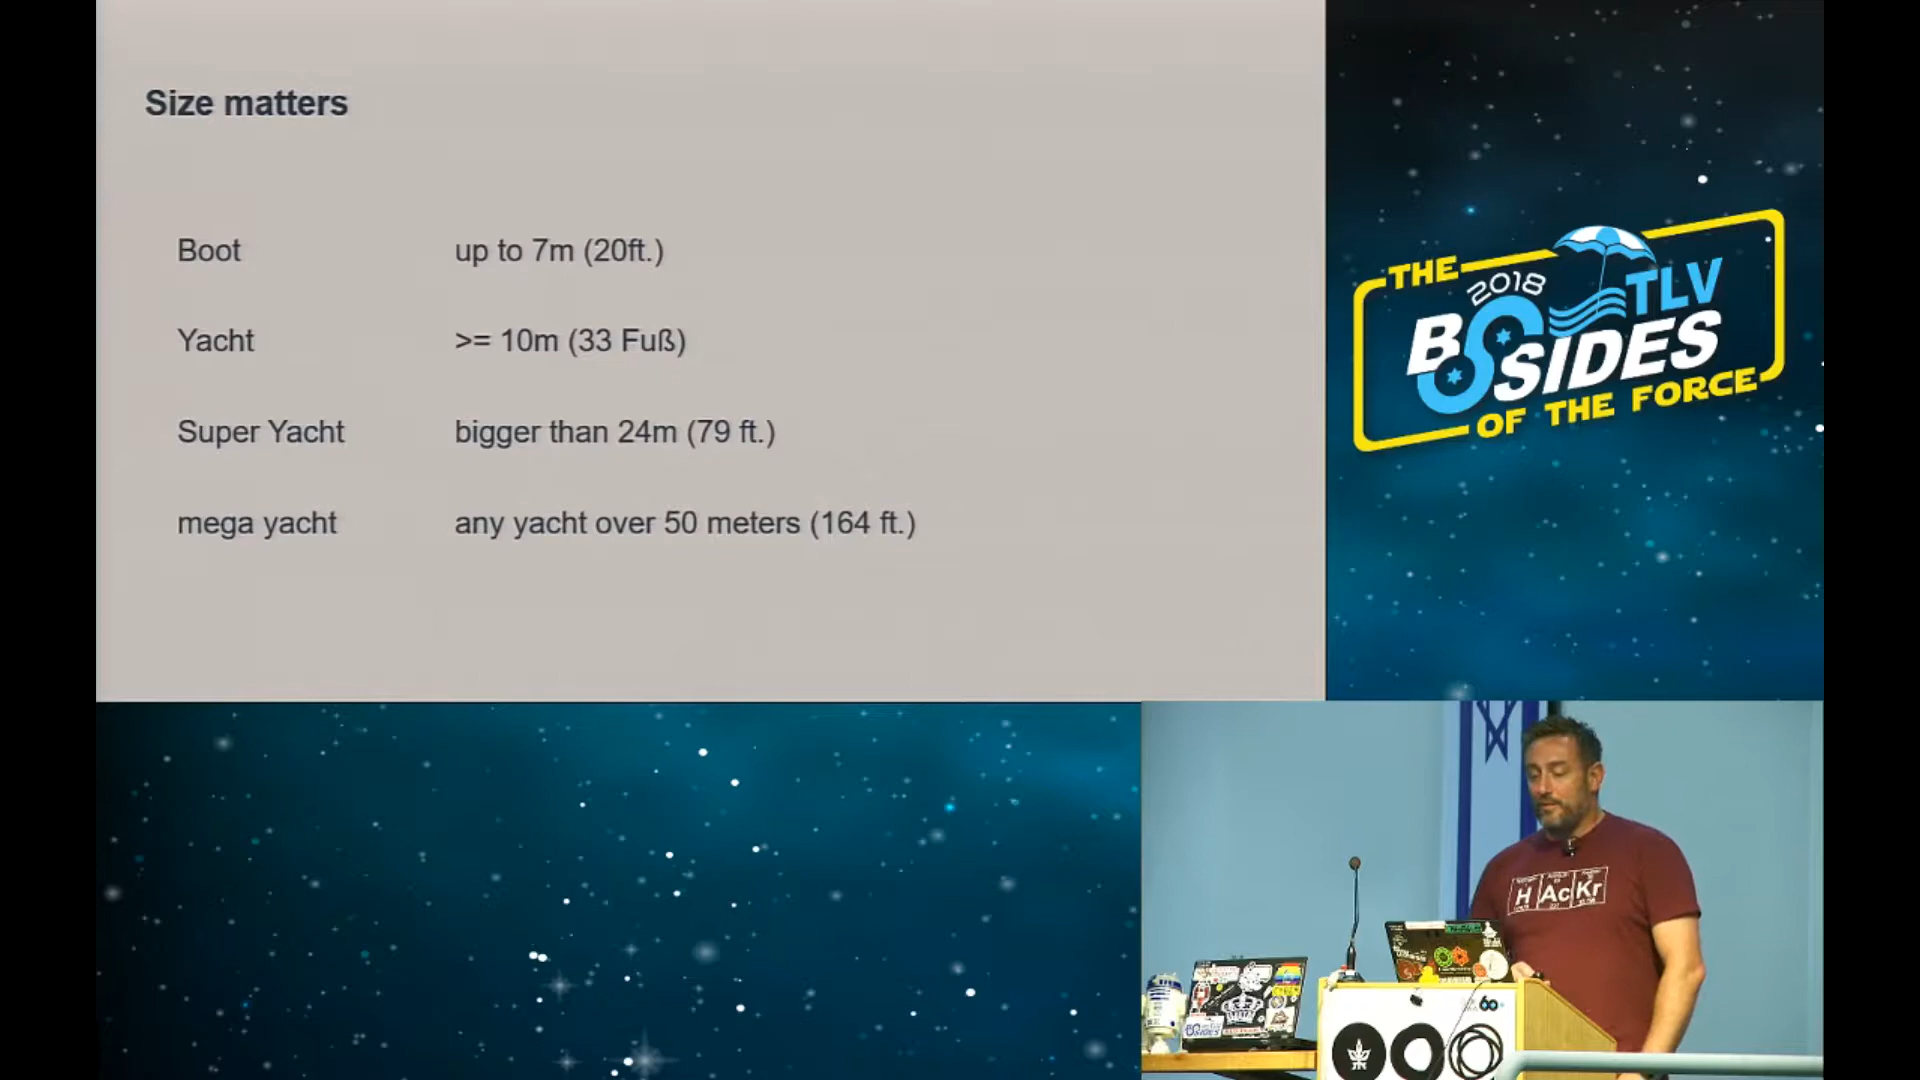 Size matters
Boot up to 7m (20ft.)
Yacht >= 10m (33 Fuß)
Super Yacht bigger than 24m (79 ft.)
mega yacht any yacht over 50 meters (164 ft.)
THE
2018 TLV
BSIDES
OF THE FORCE
H Ac Kr